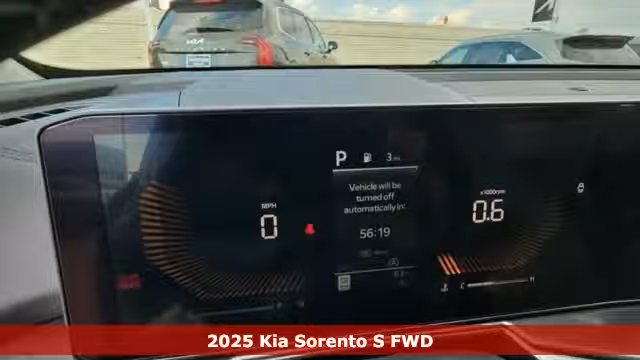 KIA
P 3 mi
Vehicle will be
turned off
automatically in:
56:19
MPH
0
x1000rpm
0.6
C H
2025 Kia Sorento S FWD